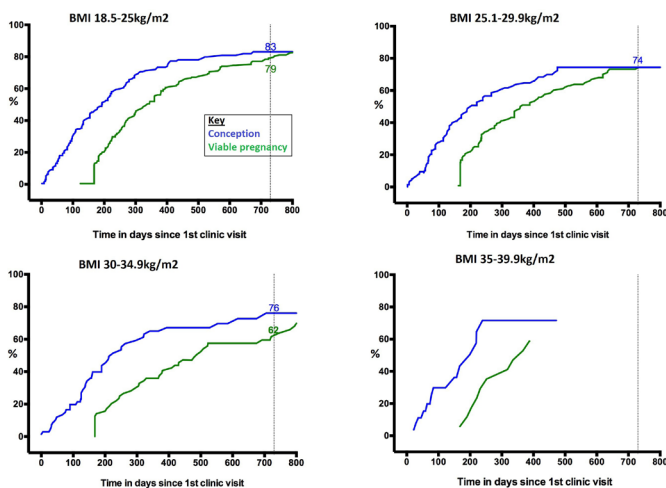 BMI 18.5-25kg/m2
100
80
60
40
20
0
%
83
79
Key
Conception
Viable pregnancy
0 100 200 300 400 500 600 700 800
Time in days since 1st clinic visit
BMI 25.1-29.9kg/m2
100
80
60
40
20
0
%
74
0 100 200 300 400 500 600 700 800
Time in days since 1st clinic visit
BMI 30-34.9kg/m2
100
80
60
40
20
0
%
76
62
0 100 200 300 400 500 600 700 800
Time in days since 1st clinic visit
BMI 35-39.9kg/m2
100
80
60
40
20
0
%
0 100 200 300 400 500 600 700 800
Time in days since 1st clinic visit